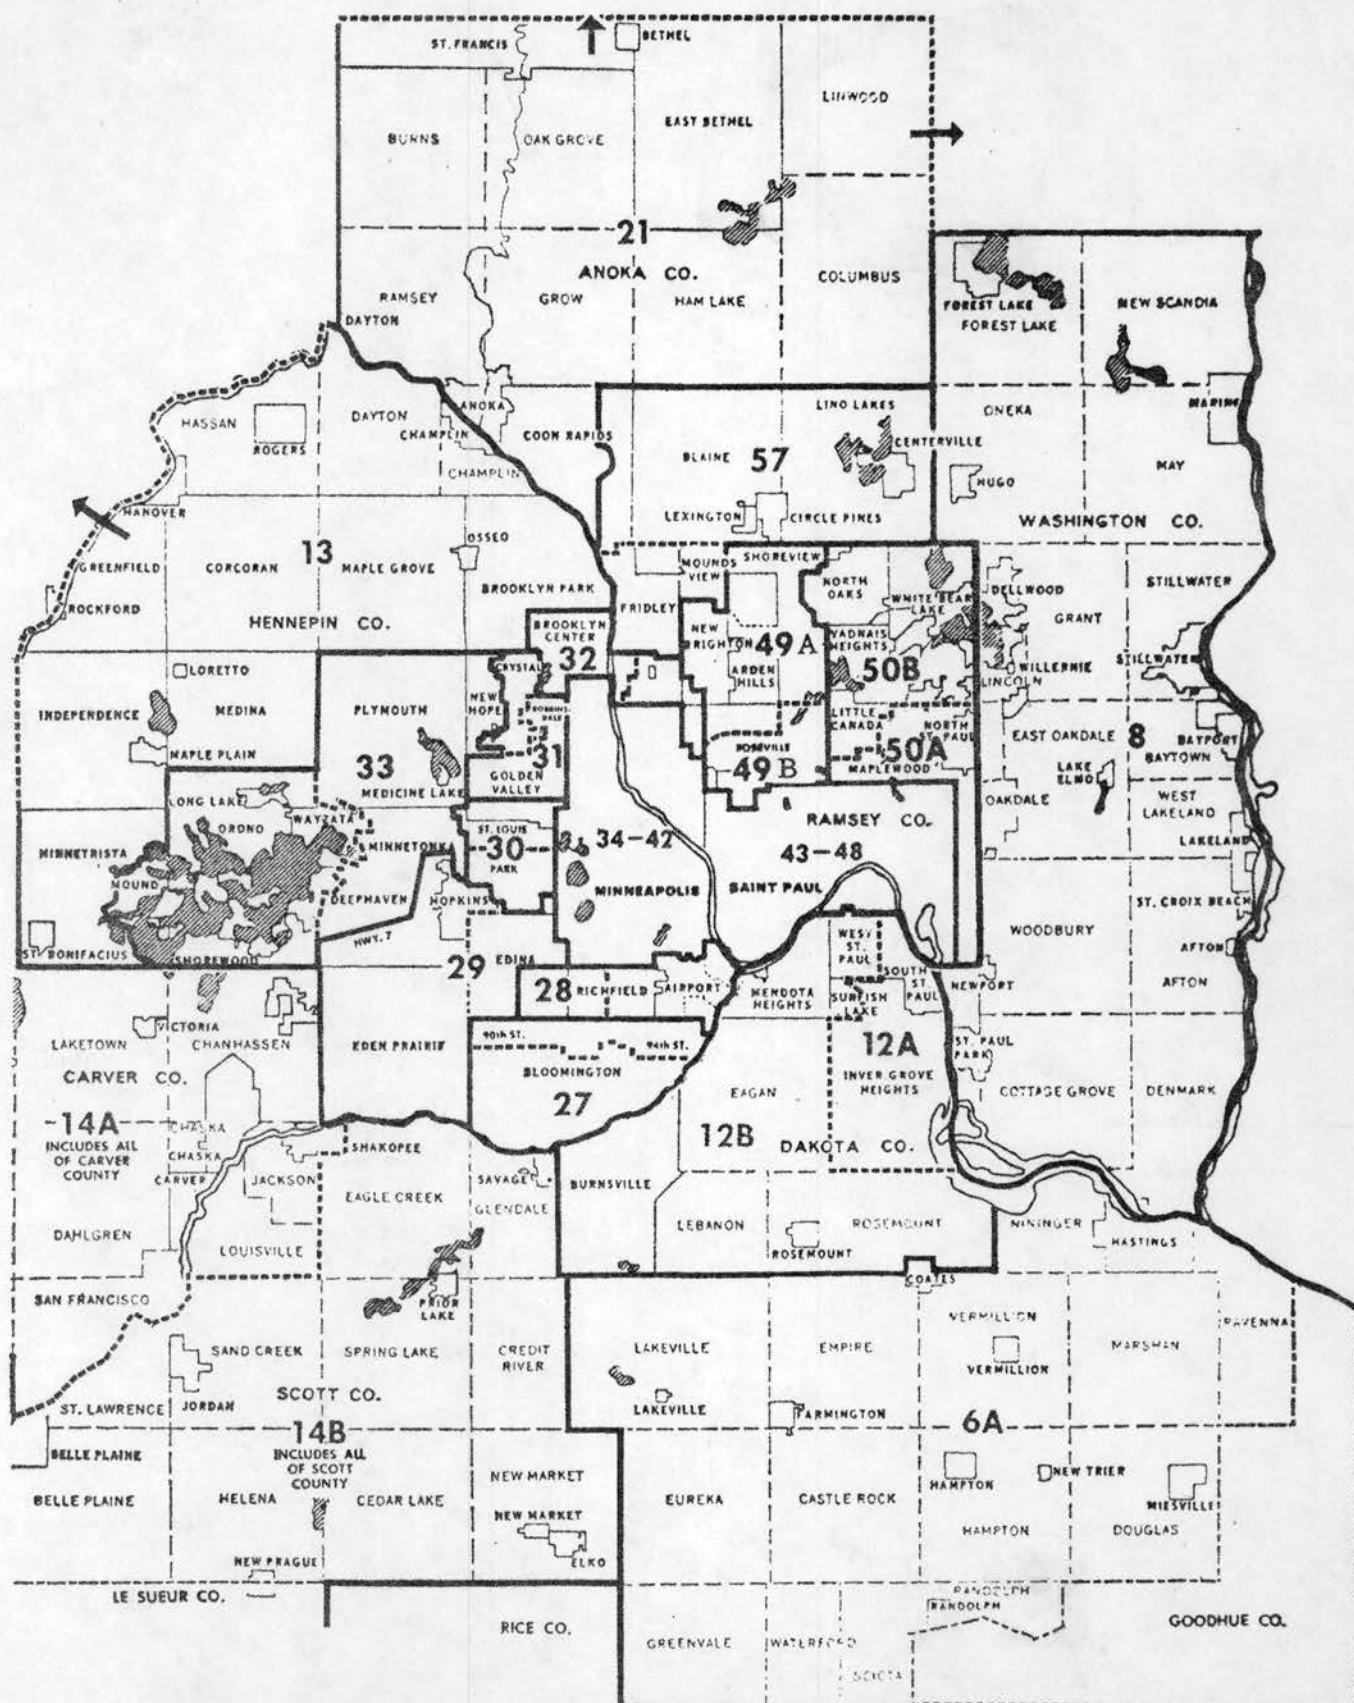 ST. FRANCIS
BETHEL
LINWOOD
EAST BETHEL
BURNS
OAK GROVE
21
ANOKA CO.
COLUMBUS
RAMSEY
GROW
HAM LAKE
FOREST LAKE
FOREST LAKE
NEW SCANDIA
DAYTON
HASSAN
ROGERS
DAYTON
CHAMPLIN
ANOKA
COON RAPIDS
LINO LAKES
ONEKA
MARINE
CENTERVILLE
BLAINE 57
CHAMPLIN
MAY
HUGO
HANOVER
LEXINGTON
CIRCLE PINES
WASHINGTON CO.
OSSEO
13
GREENFIELD
CORCORAN
MAPLE GROVE
MOUNDS
VIEW
SHOREVIEW
NORTH
OAKS
STILLWATER
DELLWOOD
BROOKLYN PARK
WHITE BEAR
LAKE
ROCKFORD
FRIDLEY
GRANT
HENNEPIN CO.
BROOKLYN
CENTER
32
NEW
BRIGHTON
49A
VADNAIS
HEIGHTS
50B
STILLWATER
WILLERNIE
LORETTO
CRYSTAL
ARDEN
HILLS
LINCOLN
NEW
HOPE
ROBBINS-
DALE
INDEPENDENCE
MEDINA
PLYMOUTH
LITTLE
CANADA
NORTH
ST. PAUL
EAST OAKDALE
8
BAYPORT
BAYTOWN
MAPLE PLAIN
31
ROSEVILLE
49B
50A
MAPLEWOOD
LAKE
ELMO
33
MEDICINE LAKE
GOLDEN
VALLEY
WEST
LAKELAND
LONG LAKE
OAKDALE
WAYZATA
ORONO
RAMSEY CO.
LAKELAND
ST. LOUIS
30
PARK
34-42
43-48
MINNETRISTA
MINNETONKA
MOUND
MINNEAPOLIS
SAINT PAUL
DEEPHAVEN
HOPKINS
ST. CROIX BEACH
WOODBURY
HWY. 7
WEST
ST.
PAUL
AFTON
ST. BONIFACIUS
SHOREWOOD
29
EDINA
SOUTH
ST.
PAUL
AFTON
28
RICHFIELD
AIRPORT
MENDOTA
HEIGHTS
SUNFISH
LAKE
NEWPORT
VICTORIA
LAKETOWN
CHANHASSEN
EDEN PRAIRIE
90th ST.
94th ST.
12A
ST. PAUL
PARK
CARVER CO.
BLOOMINGTON
INVER GROVE
HEIGHTS
EAGAN
COTTAGE GROVE
DENMARK
27
14A
INCLUDES ALL
OF CARVER
COUNTY
CHASKA
CHASKA
SHAKOPEE
12B
DAKOTA CO.
CARVER
JACKSON
SAVAGE
BURNSVILLE
EAGLE CREEK
GLENDALE
LEBANON
ROSEMOUNT
NININGER
DAHLGREN
LOUISVILLE
ROSEMOUNT
HASTINGS
COATES
SAN FRANCISCO
PRIOR
LAKE
VERMILLION
RAVENNA
SAND CREEK
SPRING LAKE
CREDIT
RIVER
LAKEVILLE
EMPIRE
MARSHAN
VERMILLION
SCOTT CO.
ST. LAWRENCE
JORDAN
LAKEVILLE
FARMINGTON
14B
INCLUDES ALL
OF SCOTT
COUNTY
6A
BELLE PLAINE
NEW MARKET
HAMPTON
NEW TRIER
BELLE PLAINE
HELENA
CEDAR LAKE
EUREKA
CASTLE ROCK
MIESVILLE
NEW MARKET
HAMPTON
DOUGLAS
NEW PRAGUE
ELKO
LE SUEUR CO.
RANDOLPH
RANDOLPH
RICE CO.
GOODHUE CO.
GREENVALE
WATERFORD
SCIOTA